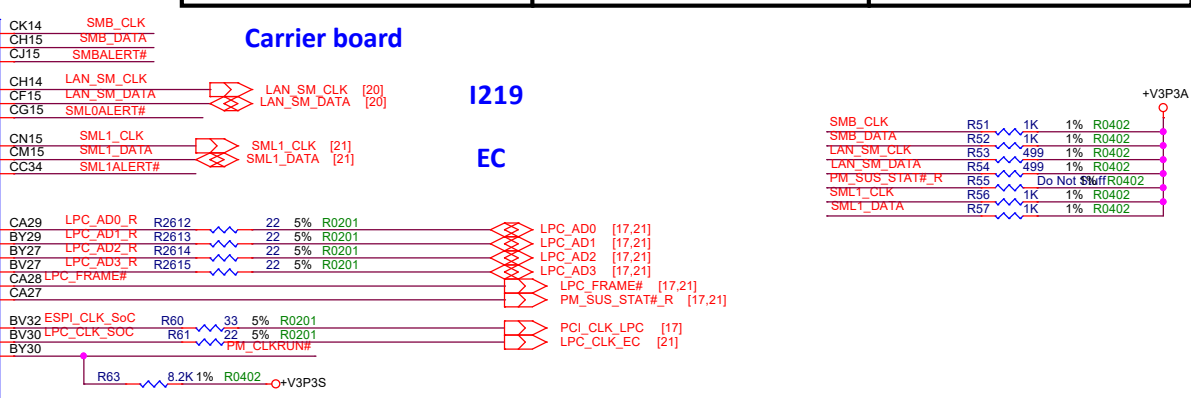 CK14 SMB_CLK
CH15 SMB_DATA
CJ15 SMBALERT#
Carrier board
CH14 LAN_SM_CLK
CF15 LAN_SM_DATA
CG15 SML0ALERT#
LAN_SM_CLK [20]
LAN_SM_DATA [20]
I219
CN15 SML1_CLK
CM15 SML1_DATA
CC34 SML1ALERT#
SML1_CLK [21]
SML1_DATA [21]
EC
+V3P3A
SMB_CLK R51 1K 1% R0402
SMB_DATA R52 1K 1% R0402
LAN_SM_CLK R53 499 1% R0402
LAN_SM_DATA R54 499 1% R0402
PM_SUS_STAT#_R R55 Do Not Stuff 1% R0402
SML1_CLK R56 1K 1% R0402
SML1_DATA R57 1K 1% R0402
CA29 LPC_AD0_R R2612 22 5% R0201 LPC_AD0 [17,21]
BY29 LPC_AD1_R R2613 22 5% R0201 LPC_AD1 [17,21]
BY27 LPC_AD2_R R2614 22 5% R0201 LPC_AD2 [17,21]
BV27 LPC_AD3_R R2615 22 5% R0201 LPC_AD3 [17,21]
CA28 LPC_FRAME# LPC_FRAME# [17,21]
CA27 PM_SUS_STAT#_R [17,21]
BV32 ESPI_CLK_SoC R60 33 5% R0201 PCI_CLK_LPC [17]
BV30 LPC_CLK_SOC R61 22 5% R0201 LPC_CLK_EC [21]
BY30 PM_CLKRUN#
R63 8.2K 1% R0402 +V3P3S